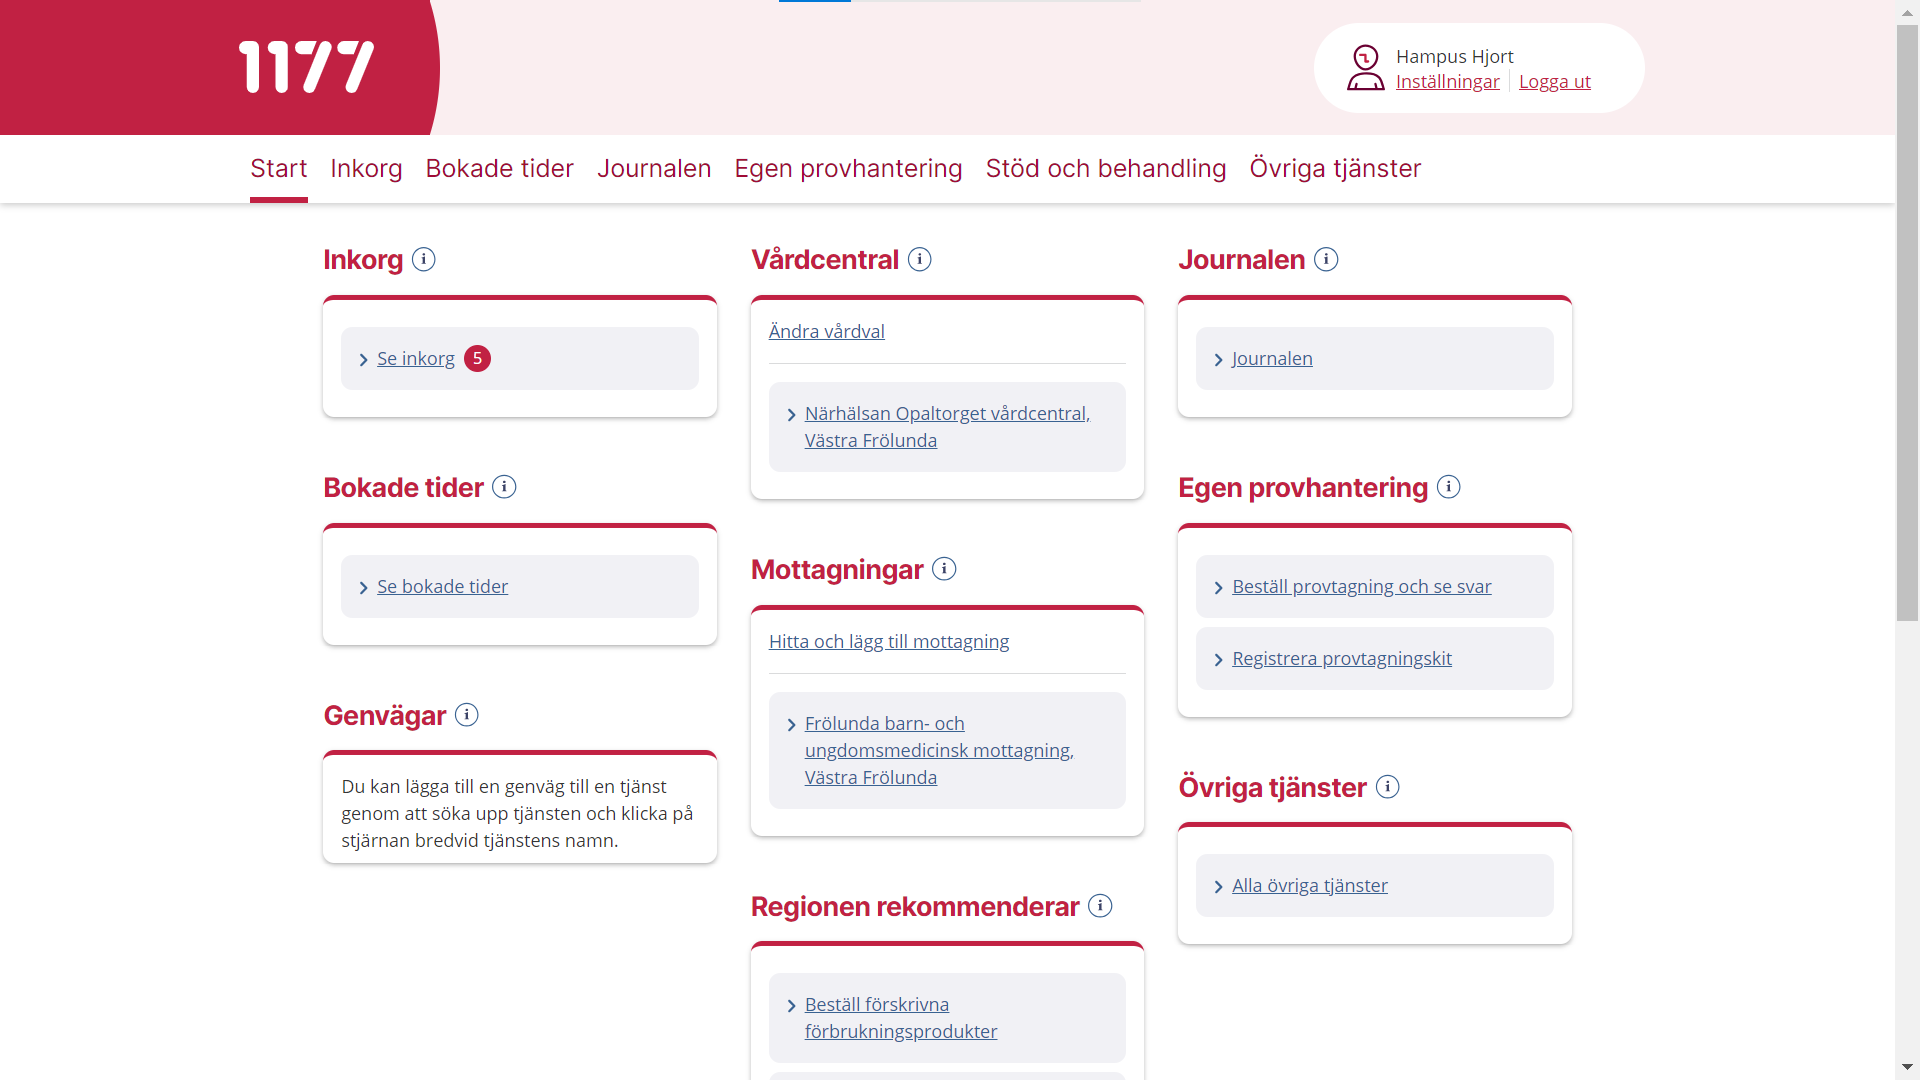 1177
Hampus Hjort
Inställningar Logga ut
Start Inkorg Bokade tider Journalen Egen provhantering Stöd och behandling Övriga tjänster
Inkorg
Se inkorg 5
Bokade tider
Se bokade tider
Genvägar
Du kan lägga till en genväg till en tjänst
genom att söka upp tjänsten och klicka på
stjärnan bredvid tjänstens namn.
Vårdcentral
Ändra vårdval
Närhälsan Opaltorget vårdcentral,
Västra Frölunda
Mottagningar
Hitta och lägg till mottagning
Frölunda barn- och
ungdomsmedicinsk mottagning,
Västra Frölunda
Regionen rekommenderar
Beställ förskrivna
förbrukningsprodukter
Journalen
Journalen
Egen provhantering
Beställ provtagning och se svar
Registrera provtagningskit
Övriga tjänster
Alla övriga tjänster